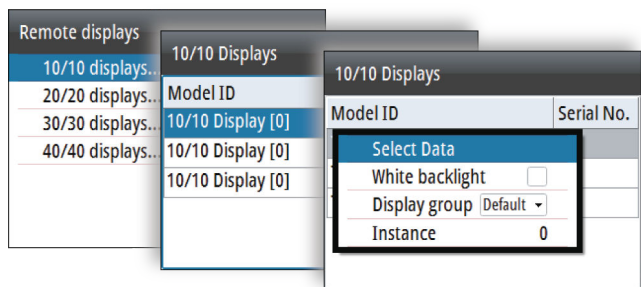 Remote displays
10/10 displays...
20/20 displays...
30/30 displays...
40/40 displays...
10/10 Displays
Model ID
10/10 Display [0]
10/10 Display [0]
10/10 Display [0]
10/10 Displays
Model ID Serial No.
Select Data
White backlight
Display group Default
Instance 0